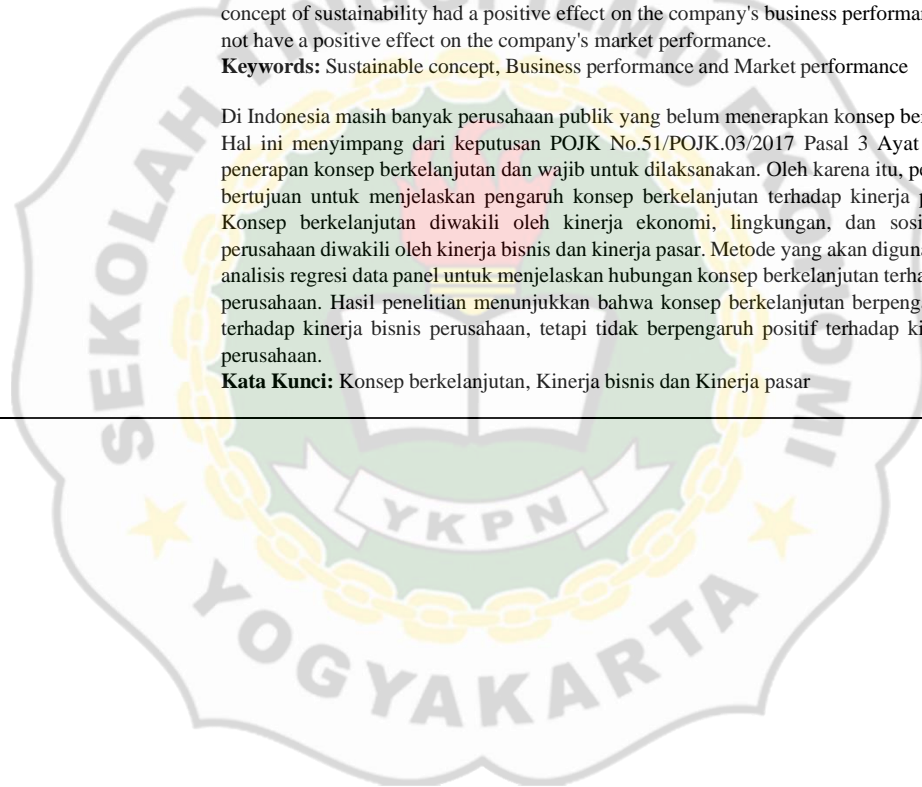 concept of sustainability had a positive effect on the company's business
not have a positive effect on the company's market performance.
Keywords: Sustainable concept, Business performance and Market performance
Di Indonesia masih banyak perusahaan publik yang belum menerapkan konsep
Hal ini menyimpang dari keputusan POJK No.51/POJK.03/2017 Pasal 3 Ayat
penerapan konsep berkelanjutan dan wajib untuk dilaksanakan. Oleh karena itu,
bertujuan untuk menjelaskan pengaruh konsep berkelanjutan terhadap kinerja
Konsep berkelanjutan diwakili oleh kinerja ekonomi, lingkungan, dan
perusahaan diwakili oleh kinerja bisnis dan kinerja pasar. Metode yang akan
analisis regresi data panel untuk menjelaskan hubungan konsep berkelanjutan
perusahaan. Hasil penelitian menunjukkan bahwa konsep berkelanjutan
terhadap kinerja bisnis perusahaan, tetapi tidak berpengaruh positif terhadap
perusahaan.
Kata Kunci: Konsep berkelanjutan, Kinerja bisnis dan Kinerja pasar
SEKOLAH TINGGI ILMU EKONOMI
YKPN
YOGYAKARTA